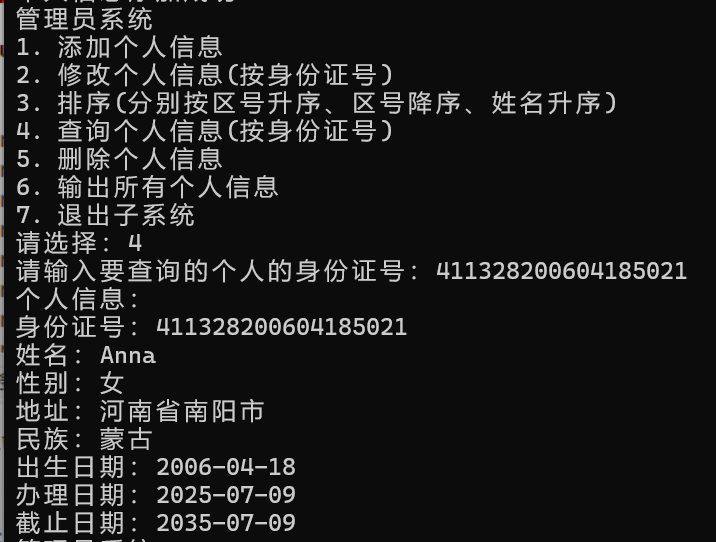 管理员系统
1. 添加个人信息
2. 修改个人信息(按身份证号)
3. 排序(分别按区号升序、区号降序、姓名升序)
4. 查询个人信息(按身份证号)
5. 删除个人信息
6. 输出所有个人信息
7. 退出子系统
请选择: 4
请输入要查询的个人的身份证号: 411328200604185021
个人信息:
身份证号: 411328200604185021
姓名: Anna
性别: 女
地址: 河南省南阳市
民族: 蒙古
出生日期: 2006-04-18
办理日期: 2025-07-09
截止日期: 2035-07-09